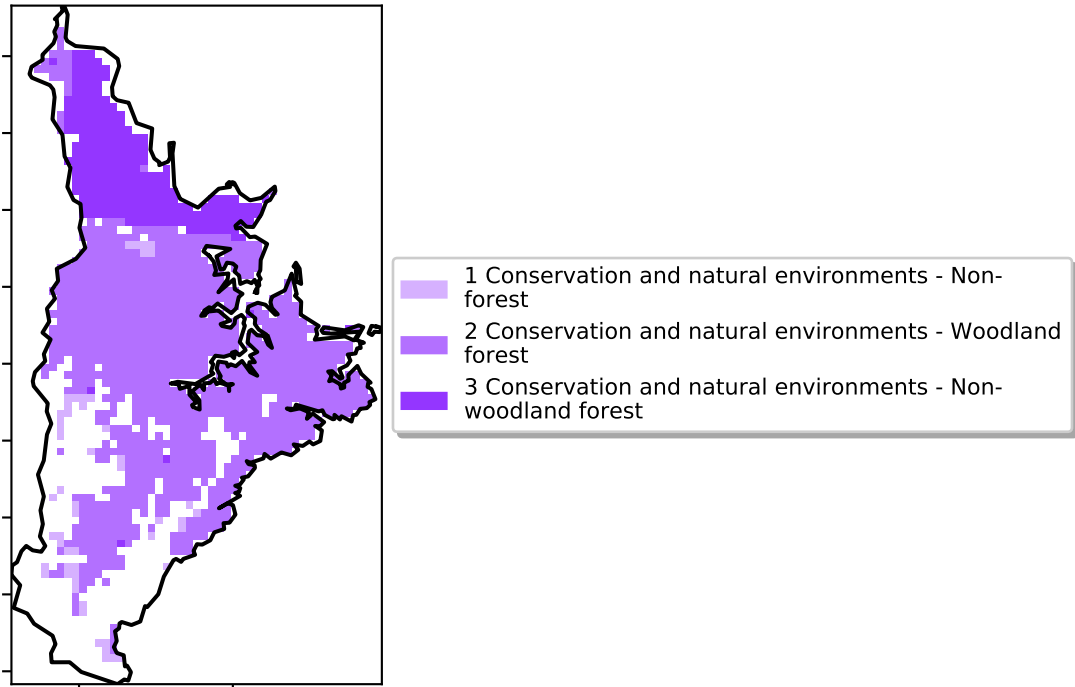 1 Conservation and natural environments - Non-
forest
2 Conservation and natural environments - Woodland
forest
3 Conservation and natural environments - Non-
woodland forest